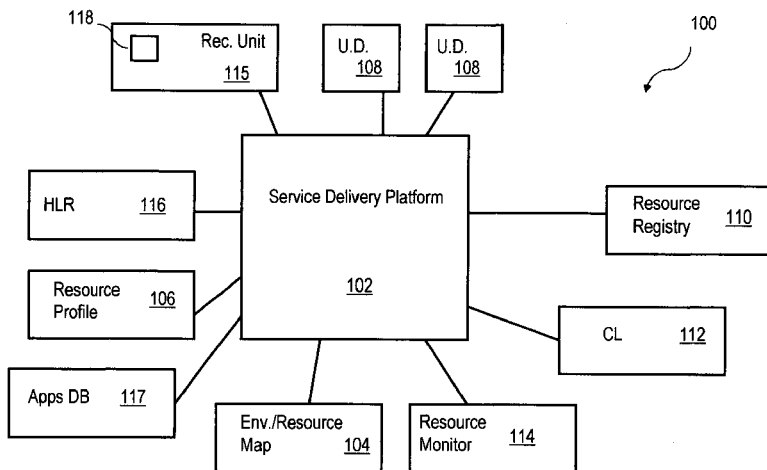 118
Rec. Unit
115
U.D.
108
U.D.
108
100
Service Delivery Platform
102
HLR
116
Resource
Registry
110
Resource
Profile
106
CL
112
Apps DB
117
Env./Resource
Map
104
Resource
Monitor
114